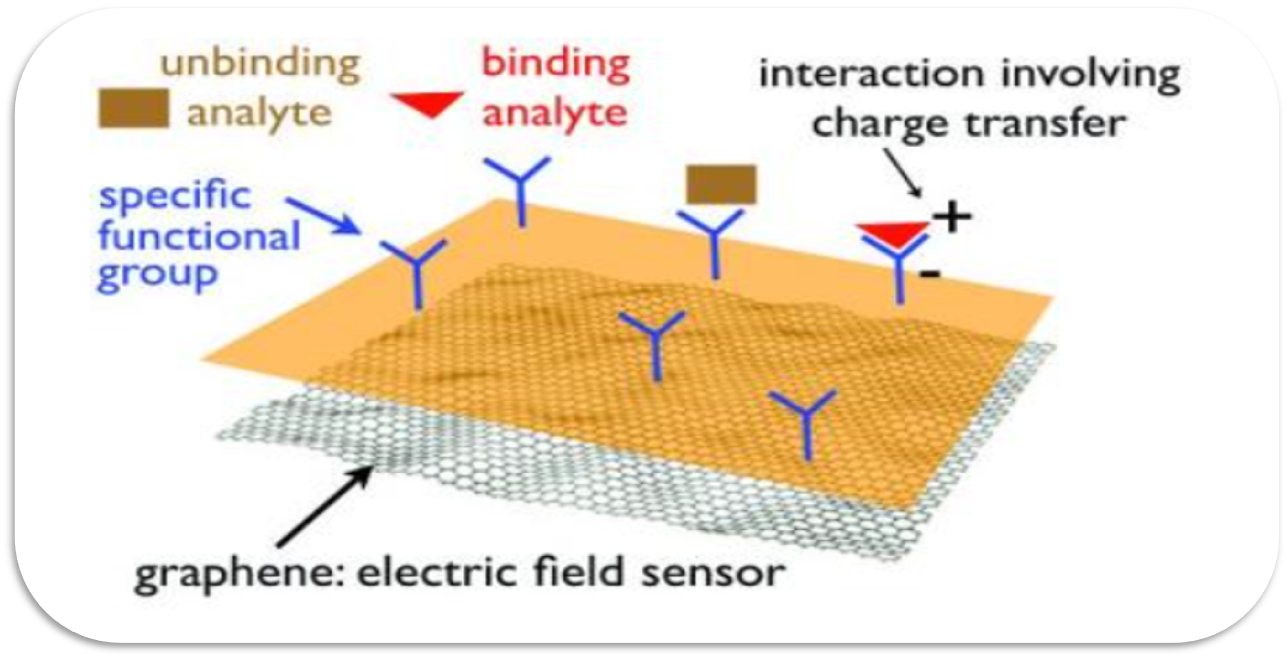 unbinding
analyte
binding
analyte
interaction involving
charge transfer
specific
functional
group
+
-
graphene: electric field sensor